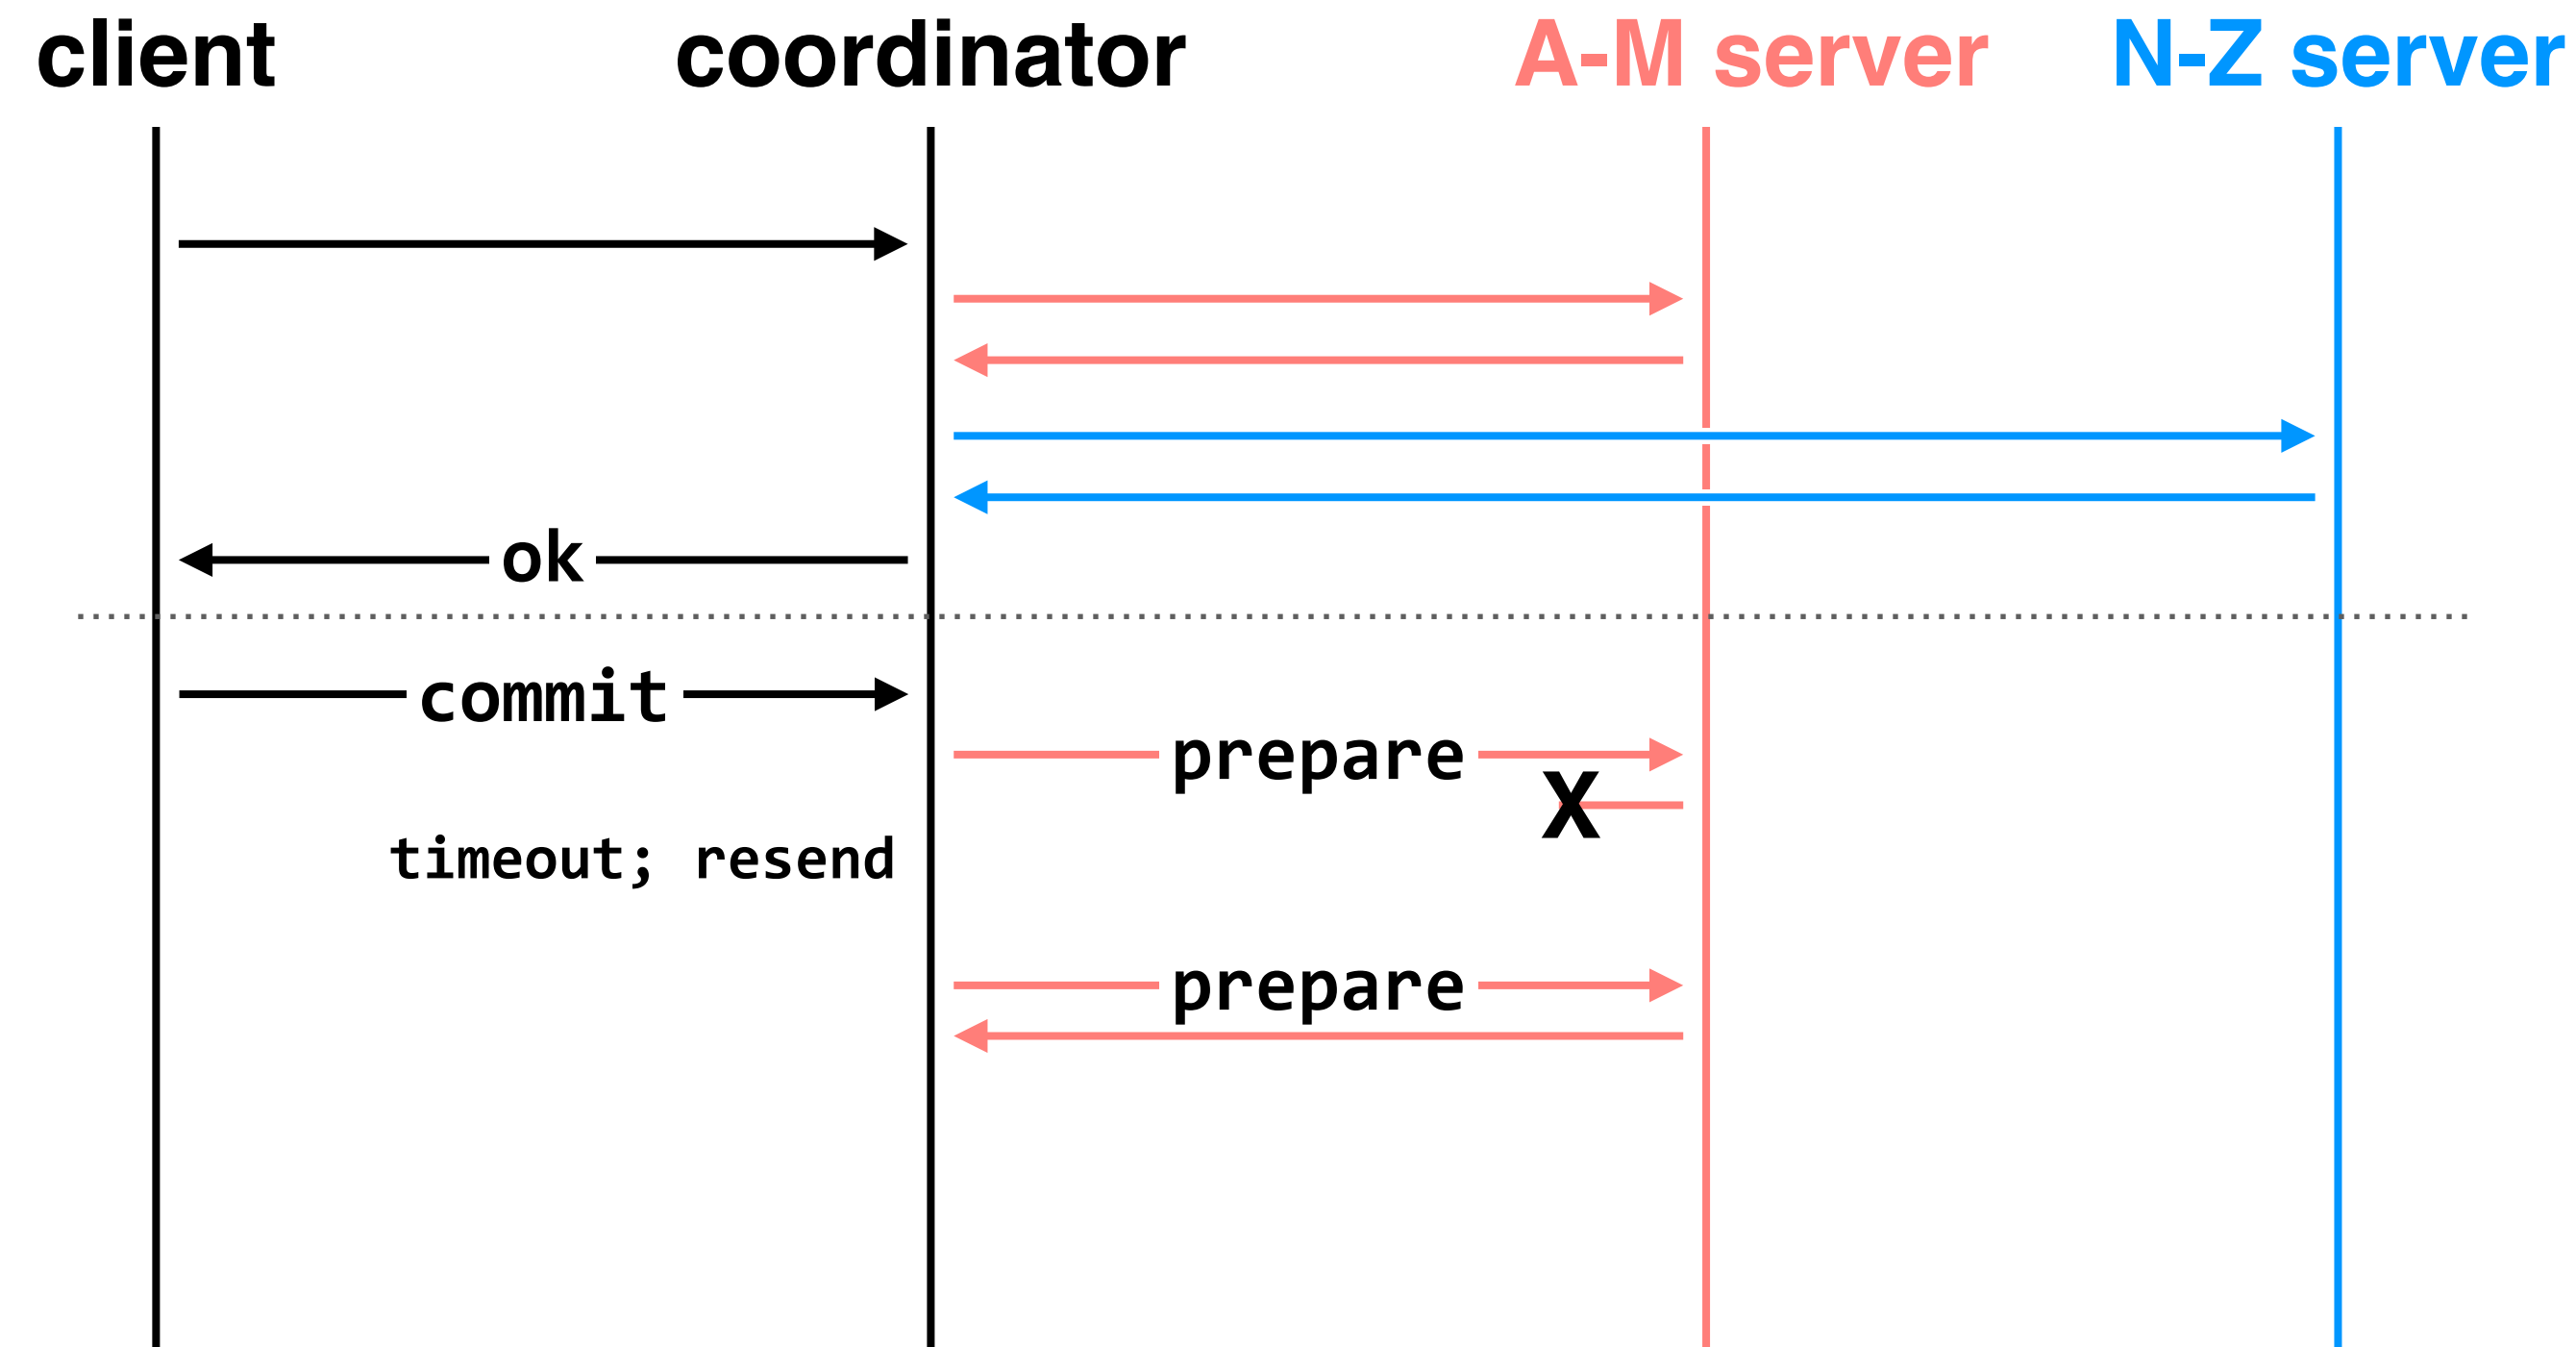 client coordinator A-M server N-Z server
ok
commit
prepare
X
timeout; resend
prepare